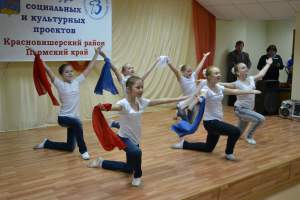 социальных
и культурных
проектов
Красновишерский район
Пермский край